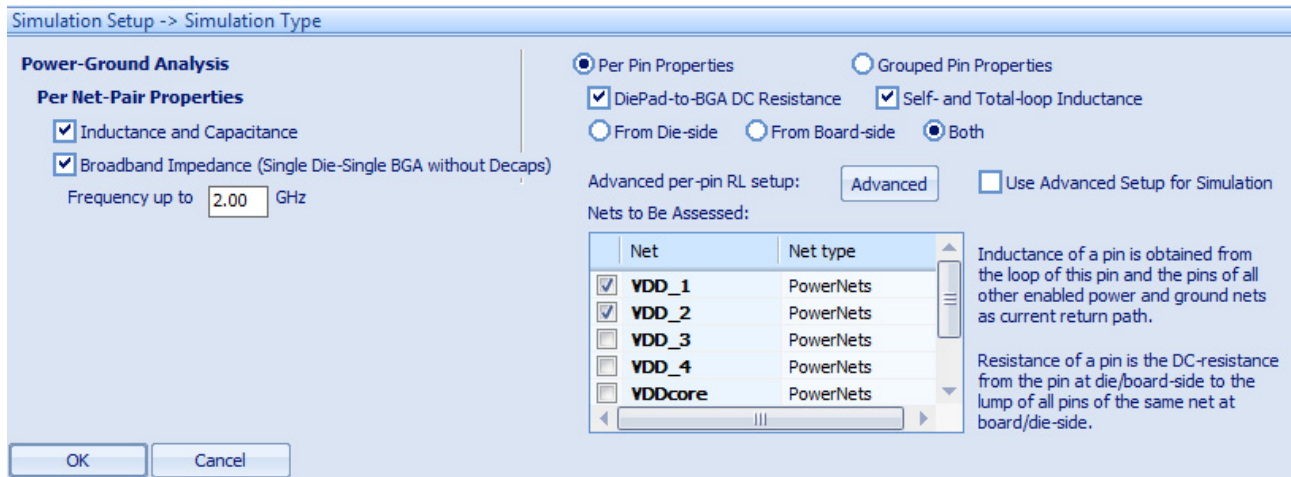 Simulation Setup -> Simulation Type
Power-Ground Analysis
Per Net-Pair Properties
Inductance and Capacitance
Broadband Impedance (Single Die-Single BGA without Decaps)
Frequency up to 2.00 GHz
Per Pin Properties Grouped Pin Properties
DiePad-to-BGA DC Resistance Self- and Total-loop Inductance
From Die-side From Board-side Both
Advanced per-pin RL setup: Advanced Use Advanced Setup for Simulation
Nets to Be Assessed:
Net Net type
VDD_1 PowerNets
VDD_2 PowerNets
VDD_3 PowerNets
VDD_4 PowerNets
VDDcore PowerNets
Inductance of a pin is obtained from
the loop of this pin and the pins of all
other enabled power and ground nets
as current return path.
Resistance of a pin is the DC-resistance
from the pin at die/board-side to the
lump of all pins of the same net at
board/die-side.
OK Cancel